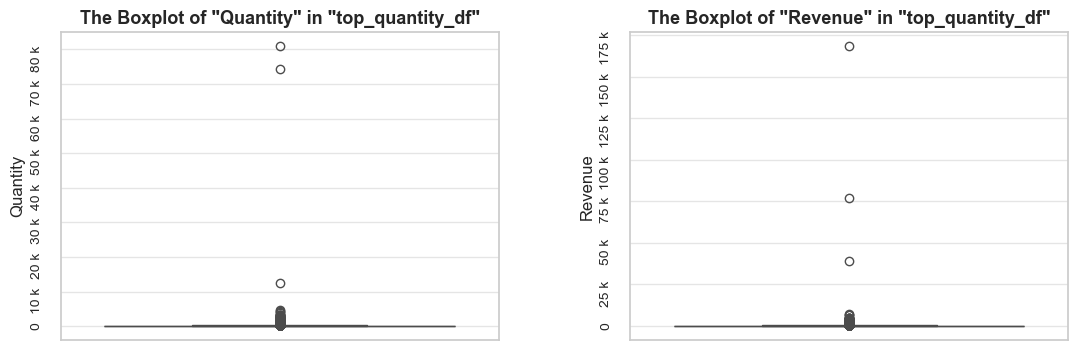 The Boxplot of "Quantity" in "top_quantity_df"
Quantity
80 k
70 k
60 k
50 k
40 k
30 k
20 k
10 k
0
The Boxplot of "Revenue" in "top_quantity_df"
Revenue
175 k
150 k
125 k
100 k
75 k
50 k
25 k
0